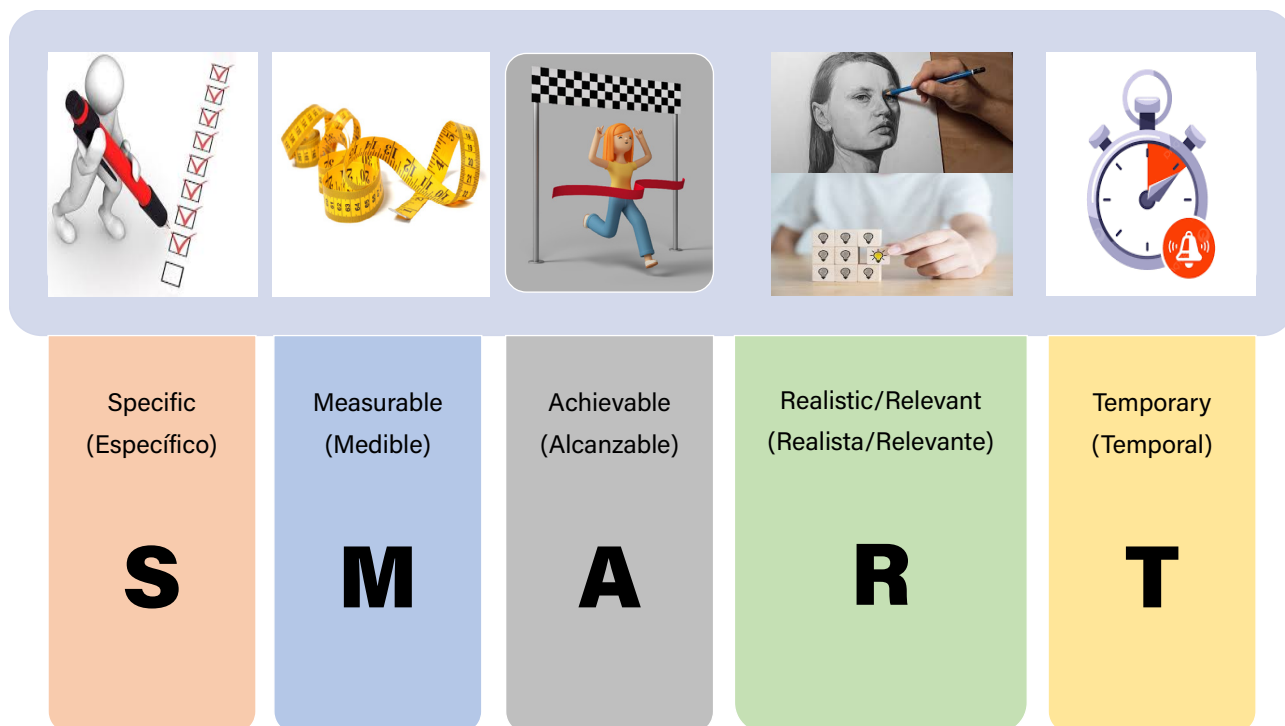 Specific
(Específico)
S
Measurable
(Medible)
M
Achievable
(Alcanzable)
A
Realistic/Relevant
(Realista/Relevante)
R
Temporary
(Temporal)
T